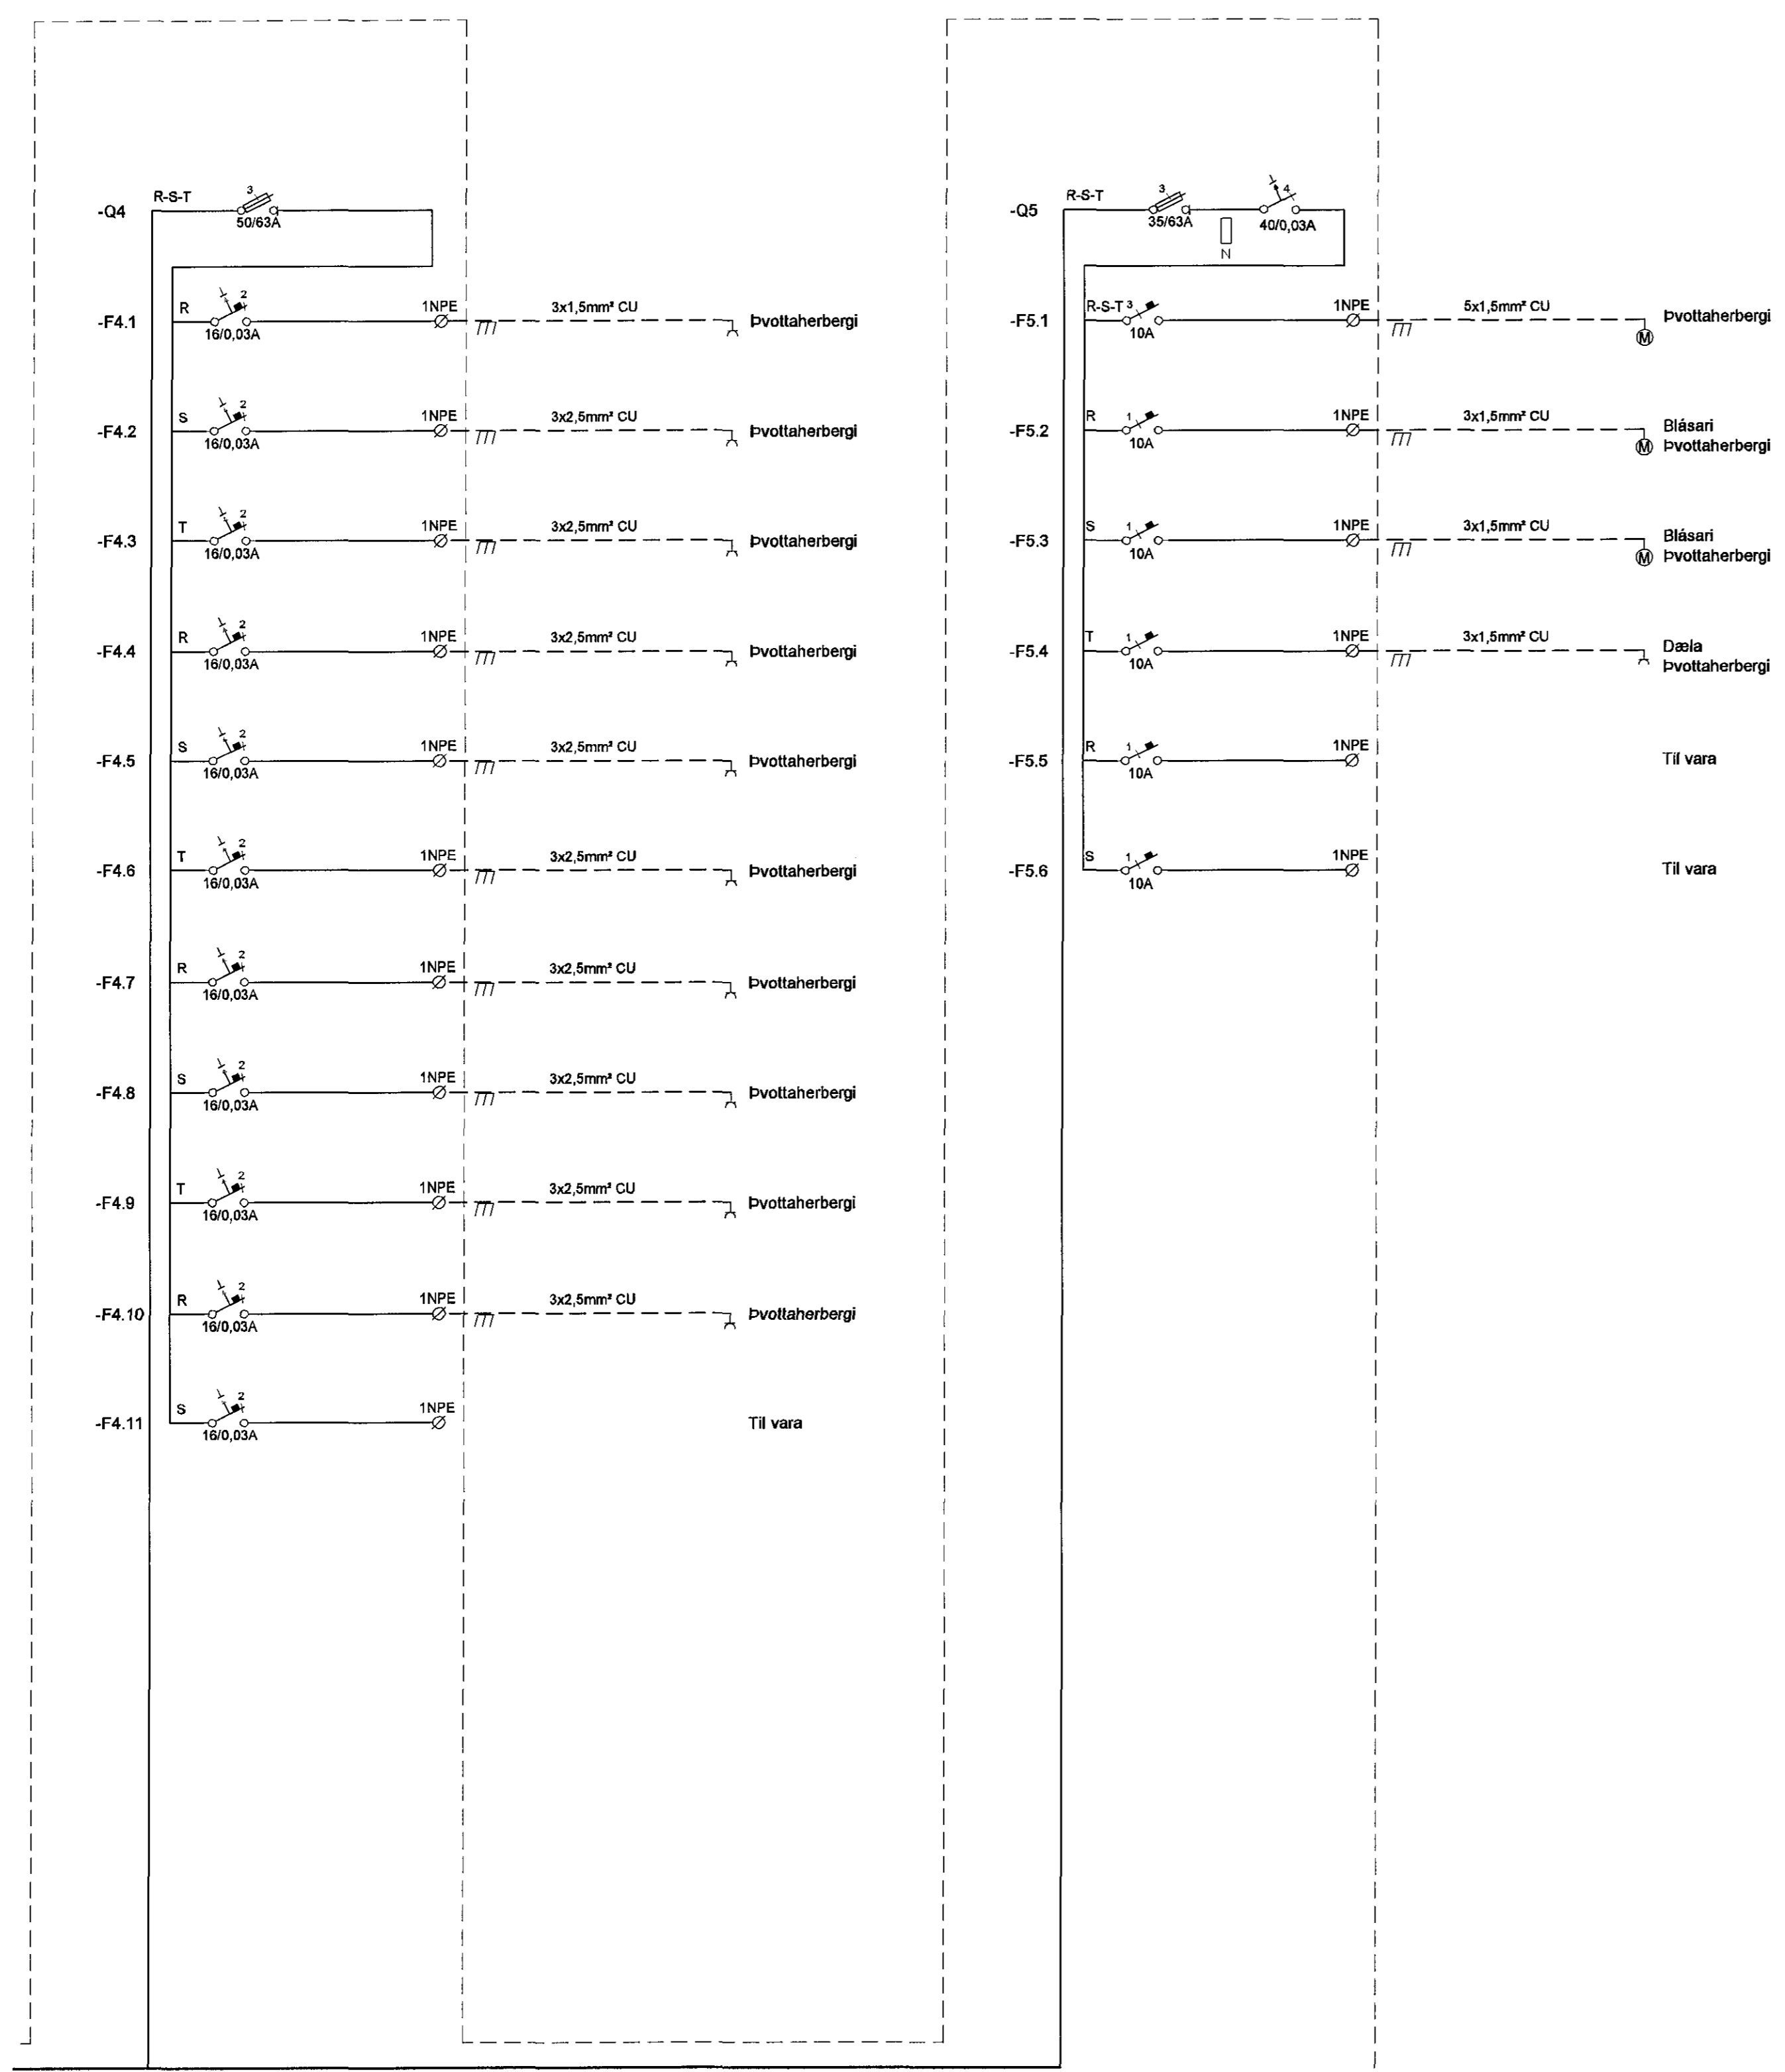 R-S-T
3
-Q4
50/63A
R
2
1NPE
3x1,5mm² CU
-F4.1
Þvottaherbergi
16/0,03A
S
2
1NPE
3x2,5mm² CU
-F4.2
Þvottaherbergi
16/0,03A
T
2
1NPE
3x2,5mm² CU
-F4.3
Þvottaherbergi
16/0,03A
R
2
1NPE
3x2,5mm² CU
-F4.4
Þvottaherbergi
16/0,03A
S
2
1NPE
3x2,5mm² CU
-F4.5
Þvottaherbergi
16/0,03A
T
2
1NPE
3x2,5mm² CU
-F4.6
Þvottaherbergi
16/0,03A
R
2
1NPE
3x2,5mm² CU
-F4.7
Þvottaherbergi
16/0,03A
S
2
1NPE
3x2,5mm² CU
-F4.8
Þvottaherbergi
16/0,03A
T
2
1NPE
3x2,5mm² CU
-F4.9
Þvottaherbergi
16/0,03A
R
2
1NPE
3x2,5mm² CU
-F4.10
Þvottaherbergi
16/0,03A
S
2
1NPE
-F4.11
Til vara
16/0,03A
R-S-T
3
4
-Q5
35/63A
40/0,03A
N
R-S-T 3
1NPE
5x1,5mm² CU
-F5.1
Þvottaherbergi
10A
M
R
1
1NPE
3x1,5mm² CU
-F5.2
Blásari
Þvottaherbergi
10A
M
S
1
1NPE
3x1,5mm² CU
-F5.3
Blásari
Þvottaherbergi
10A
M
T
1
1NPE
3x1,5mm² CU
-F5.4
Dæla
Þvottaherbergi
10A
R
1
1NPE
-F5.5
Til vara
10A
S
1
1NPE
-F5.6
Til vara
10A